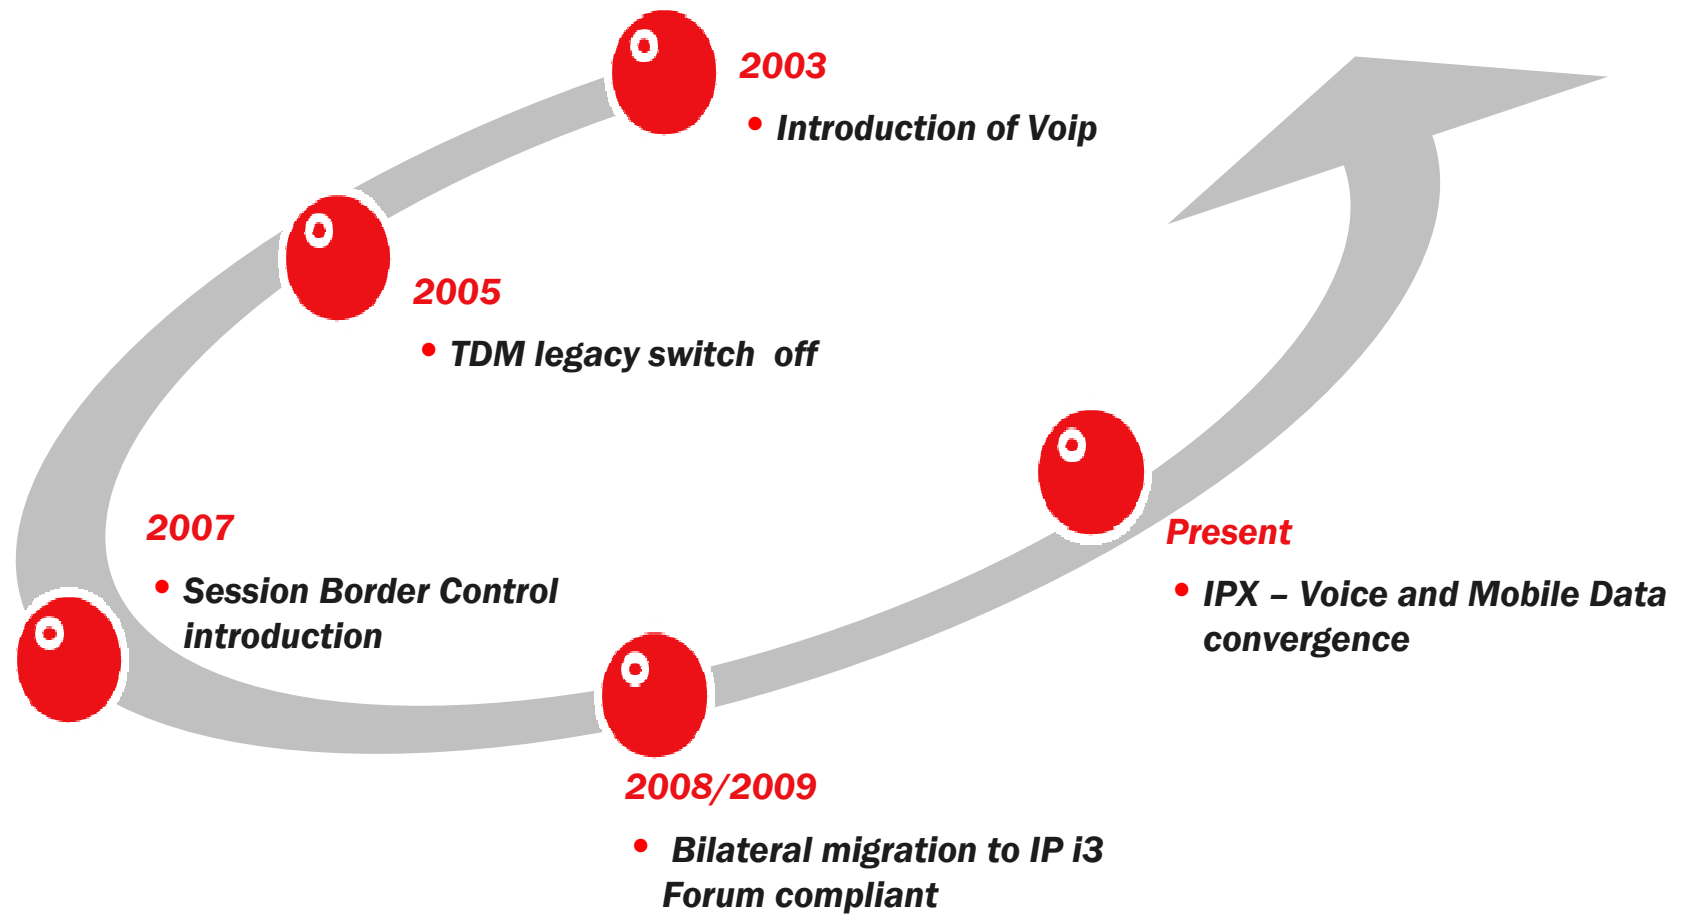 2003
• Introduction of Voip
2005
• TDM legacy switch off
2007
• Session Border Control
introduction
Present
• IPX – Voice and Mobile Data
convergence
2008/2009
• Bilateral migration to IP i3
Forum compliant